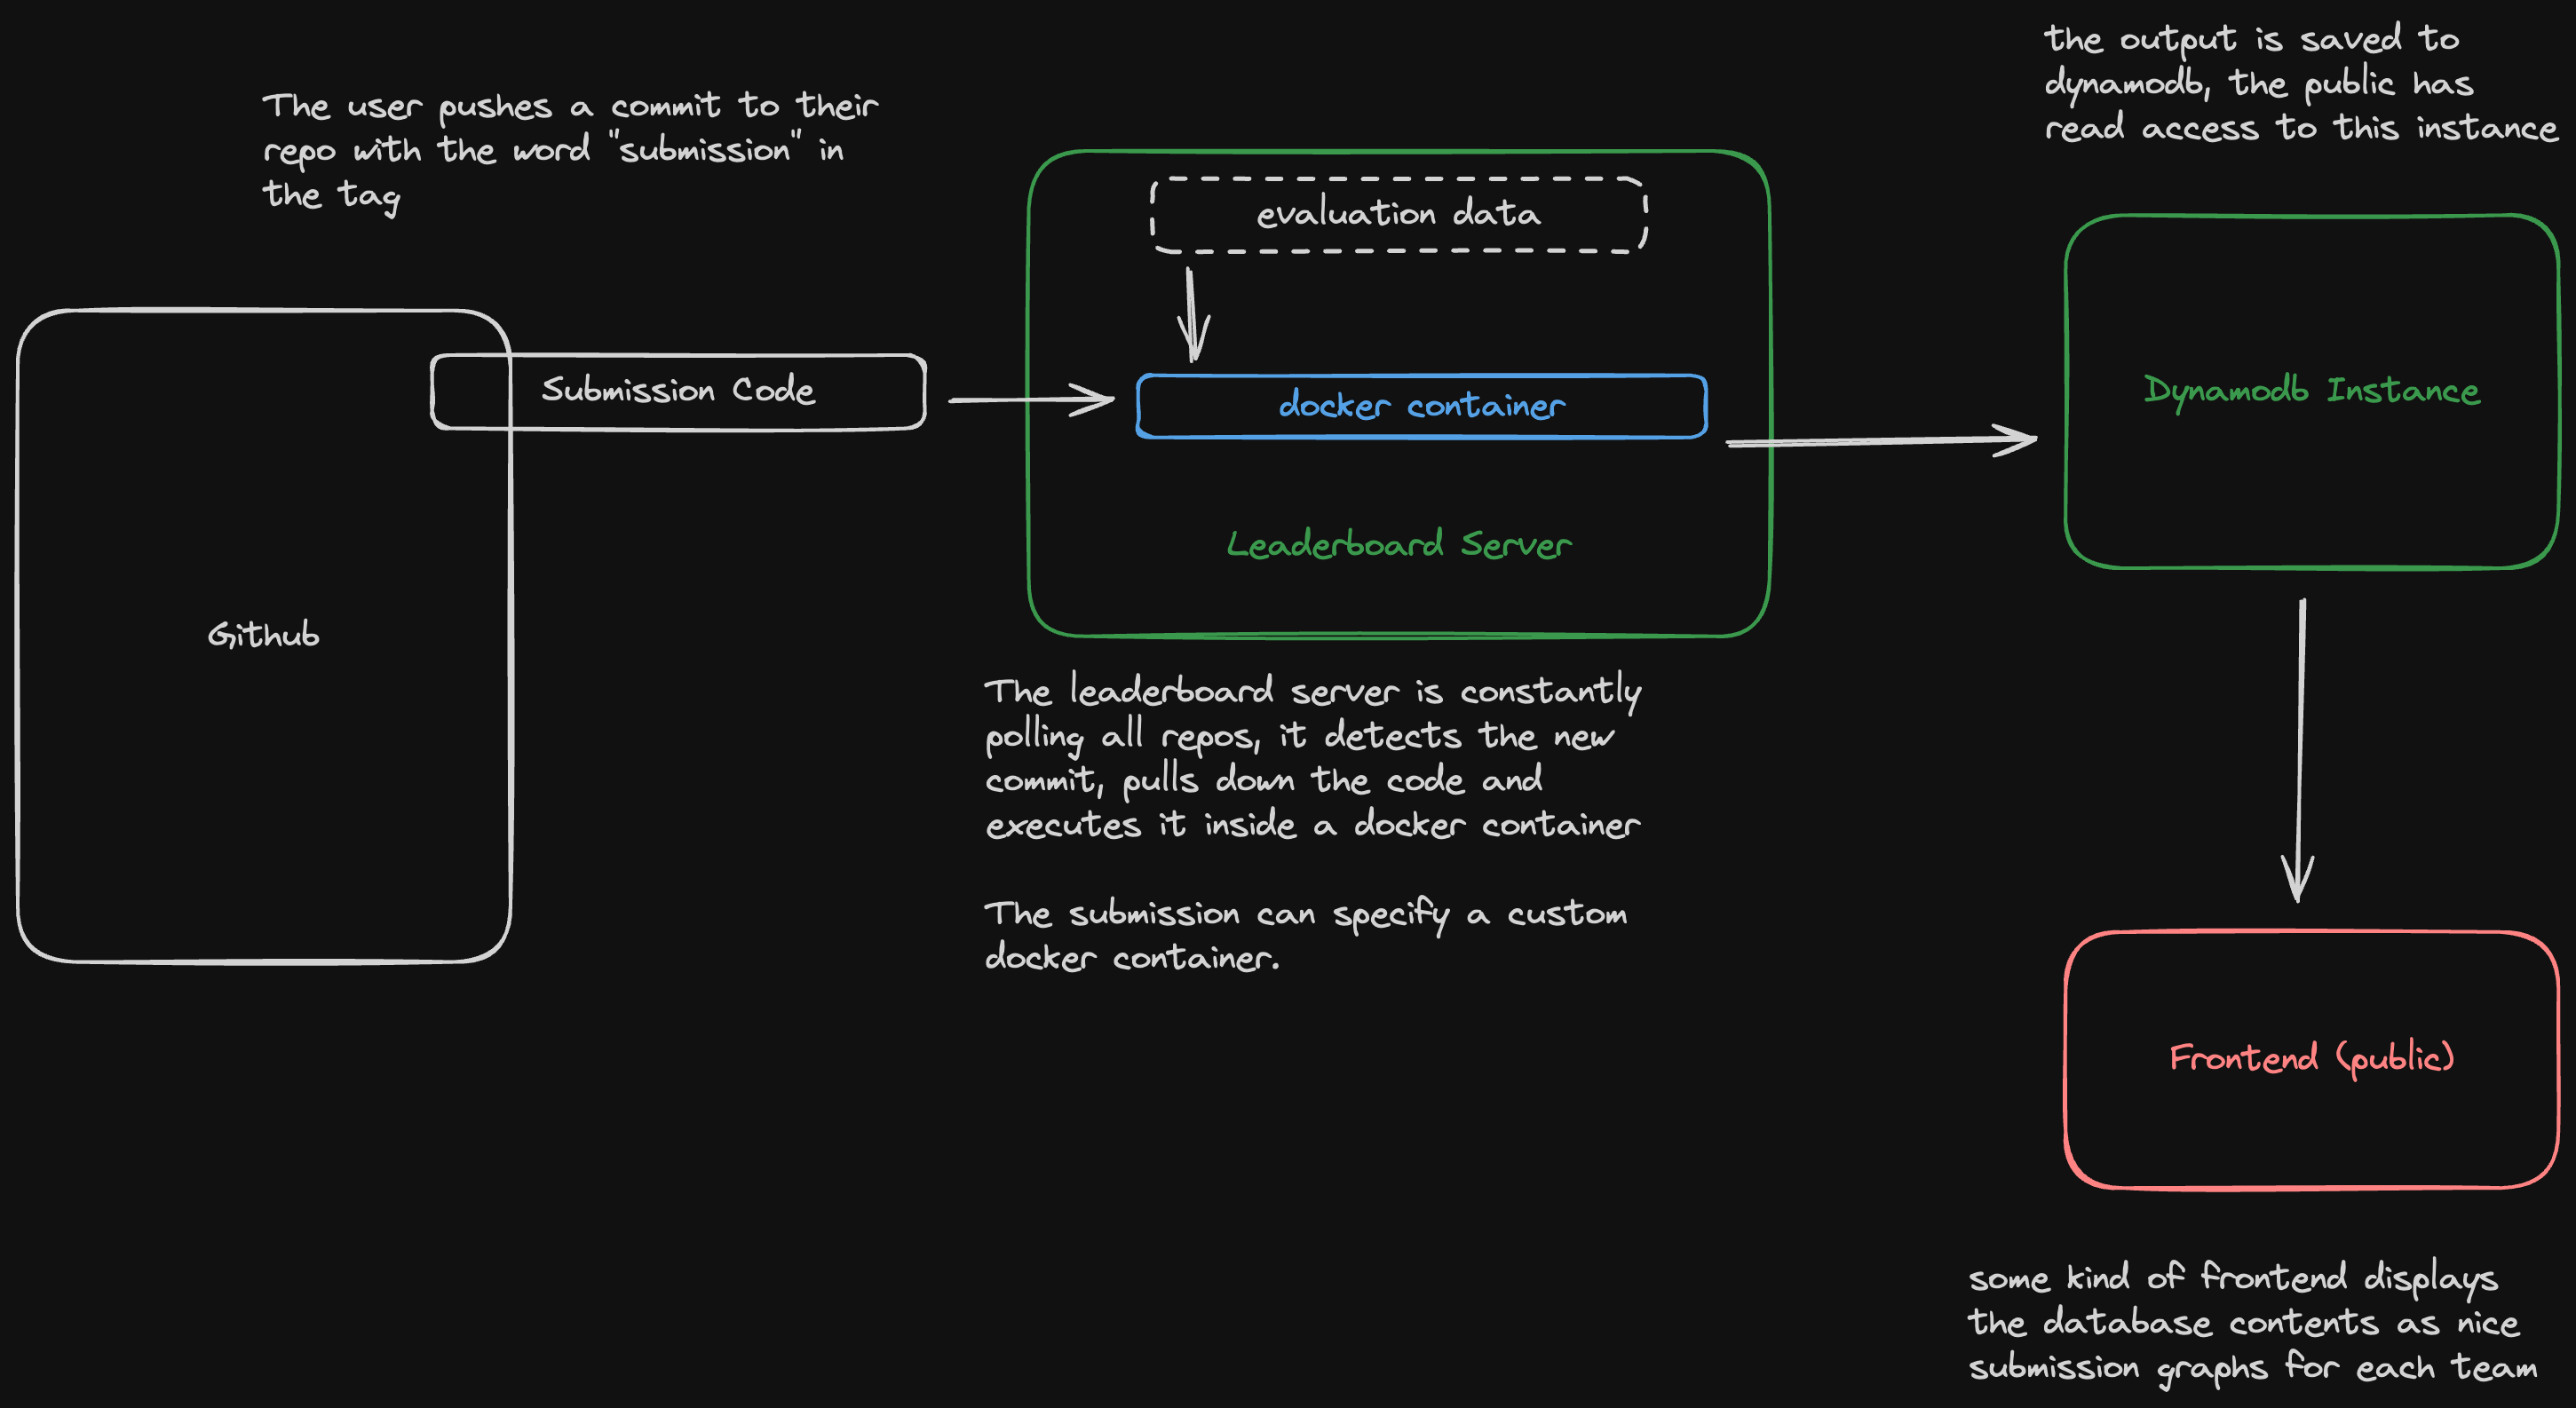 The user pushes a commit to their
repo with the word "submission" in
the tag
Github
Submission Code
evaluation data
docker container
Leaderboard Server
The leaderboard server is constantly
polling all repos, it detects the new
commit, pulls down the code and
executes it inside a docker container
The submission can specify a custom
docker container.
the output is saved to
dynamodb, the public has
read access to this instance
Dynamodb Instance
Frontend (public)
some kind of frontend displays
the database contents as nice
submission graphs for each team